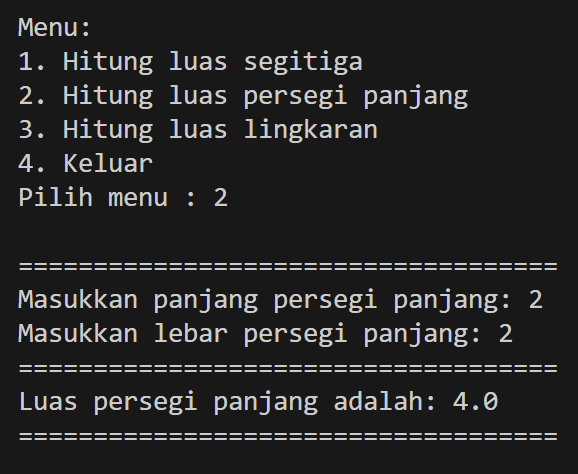 Menu:
1. Hitung luas segitiga
2. Hitung luas persegi panjang
3. Hitung luas lingkaran
4. Keluar
Pilih menu : 2
====================================
Masukkan panjang persegi panjang: 2
Masukkan lebar persegi panjang: 2
====================================
Luas persegi panjang adalah: 4.0
====================================